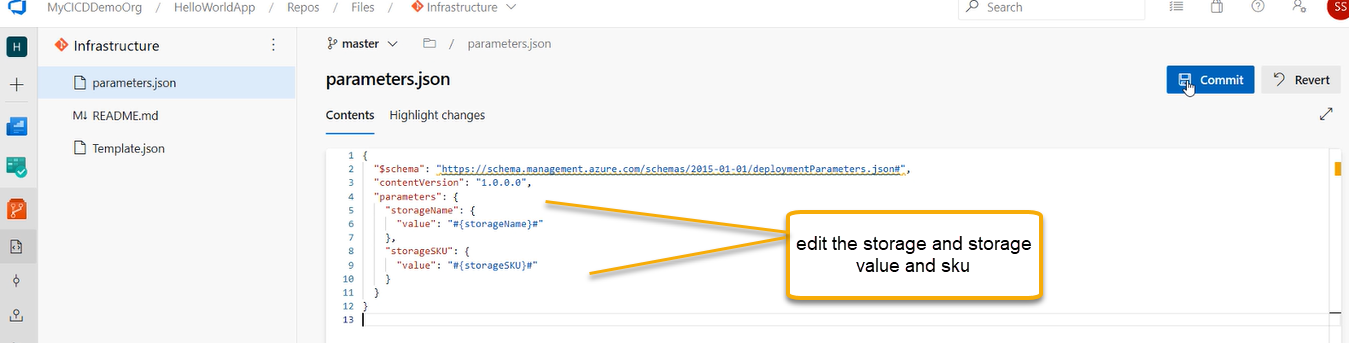 MyCICDDemoOrg / HelloWorldApp / Repos / Files / Infrastructure
Search
SS
H
Infrastructure
master / parameters.json
parameters.json
README.md
Template.json
parameters.json
Commit
Revert
Contents
Highlight changes
1 {
2 "$schema": "https://schema.management.azure.com/schemas/2015-01-01/deploymentParameters.json#",
3 "contentVersion": "1.0.0.0",
4 "parameters": {
5 "storageName": {
6 "value": "#{storageName}#"
7 },
8 "storageSKU": {
9 "value": "#{storageSKU}#"
10 }
11 }
12 }
13
edit the storage and storage
value and sku